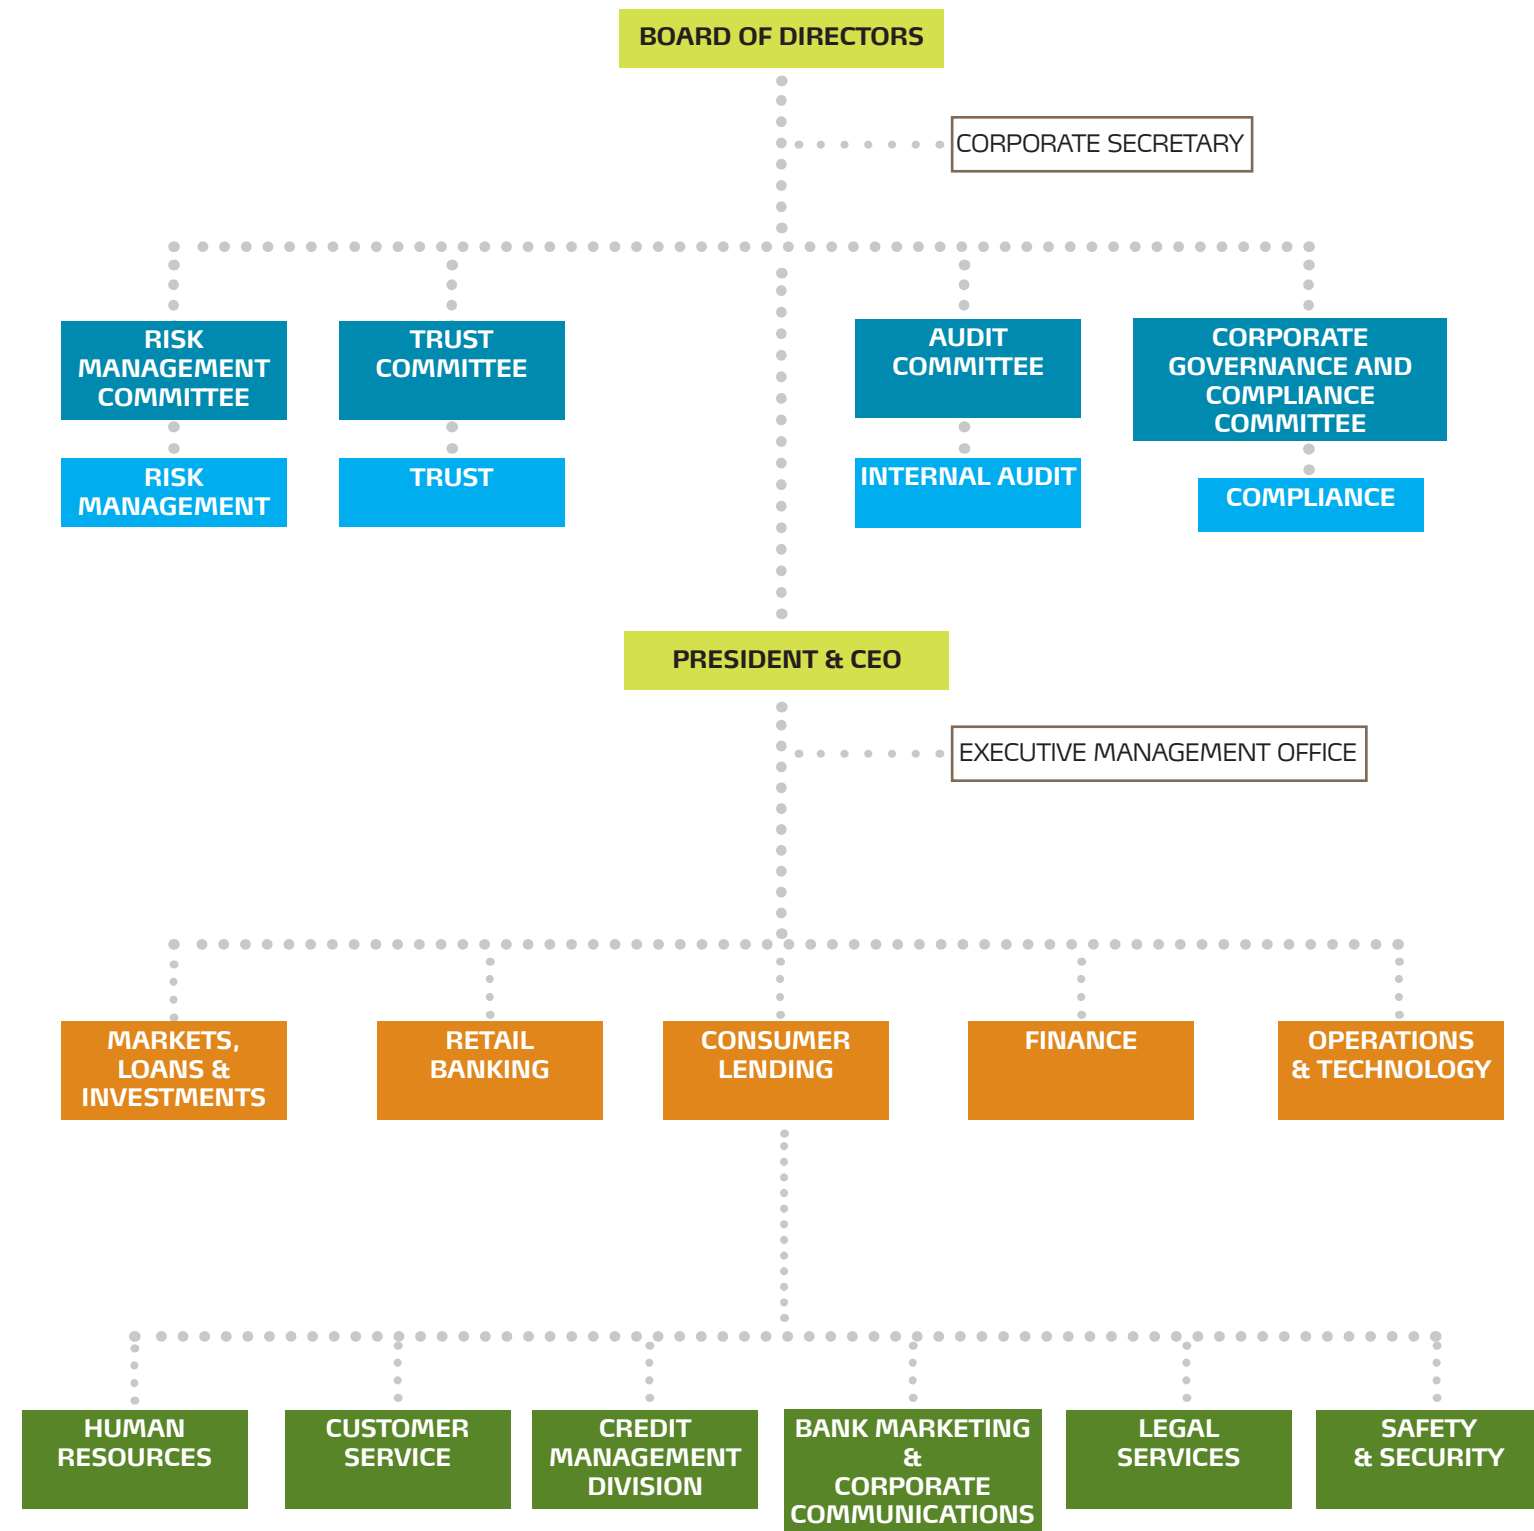 BOARD OF DIRECTORS
CORPORATE SECRETARY
RISK
MANAGEMENT
COMMITTEE
TRUST
COMMITTEE
AUDIT
COMMITTEE
CORPORATE
GOVERNANCE AND
COMPLIANCE
COMMITTEE
RISK
MANAGEMENT
TRUST
INTERNAL AUDIT
COMPLIANCE
PRESIDENT & CEO
EXECUTIVE MANAGEMENT OFFICE
MARKETS,
LOANS &
INVESTMENTS
RETAIL
BANKING
CONSUMER
LENDING
FINANCE
OPERATIONS
& TECHNOLOGY
HUMAN
RESOURCES
CUSTOMER
SERVICE
CREDIT
MANAGEMENT
DIVISION
BANK MARKETING
&
CORPORATE
COMMUNICATIONS
LEGAL
SERVICES
SAFETY
& SECURITY